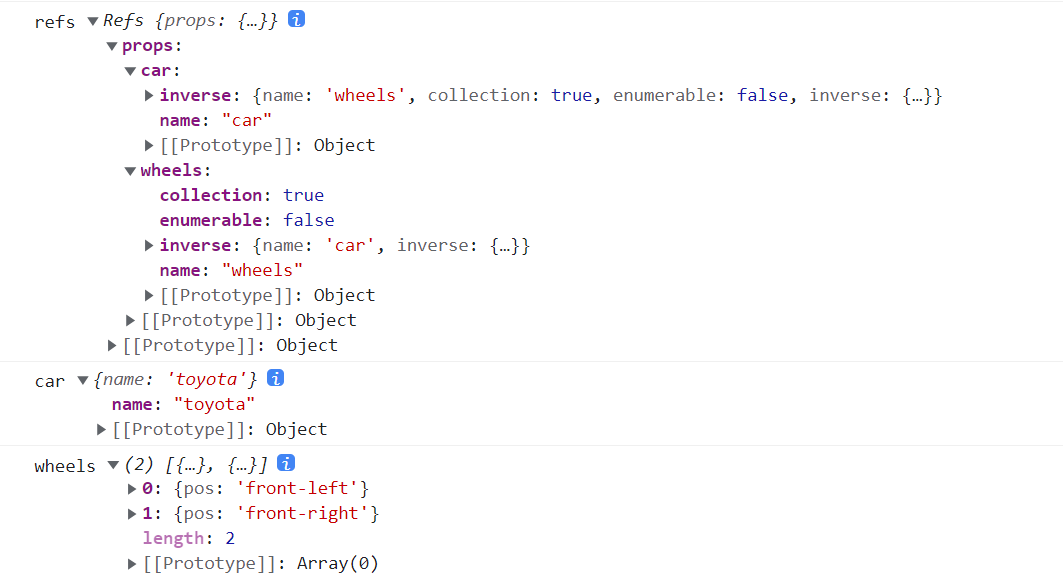 refs ▼Refs {props: {…}} i
▼props:
▼car:
▶inverse: {name: 'wheels', collection: true, enumerable: false, inverse: {…}}
name: "car"
▶[[Prototype]]: Object
▼wheels:
collection: true
enumerable: false
▶inverse: {name: 'car', inverse: {…}}
name: "wheels"
▶[[Prototype]]: Object
▶[[Prototype]]: Object
▶[[Prototype]]: Object
car ▼{name: 'toyota'} i
name: "toyota"
▶[[Prototype]]: Object
wheels ▼(2) [{…}, {…}] i
▶0: {pos: 'front-left'}
▶1: {pos: 'front-right'}
length: 2
▶[[Prototype]]: Array(0)